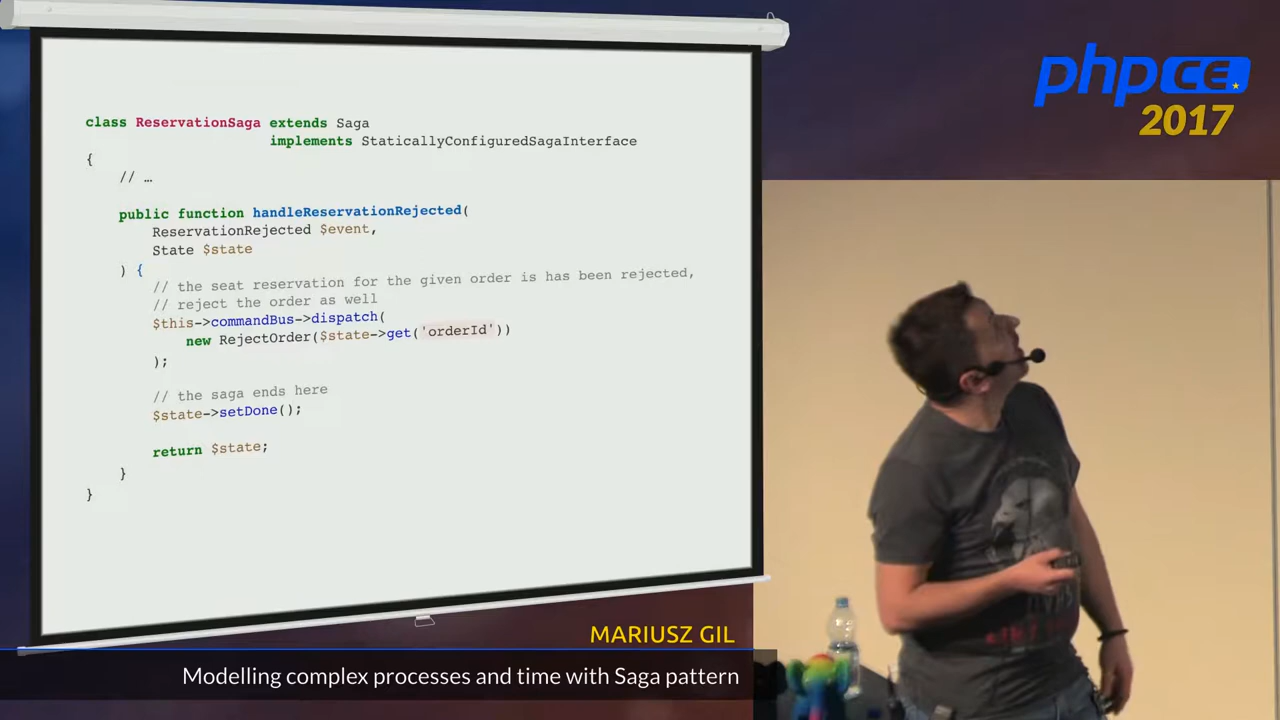 class ReservationSaga extends Saga
implements StaticallyConfiguredSagaInterface
{
// …
public function handleReservationRejected(
ReservationRejected $event,
State $state
) {
// the seat reservation for the given order is has been rejected,
// reject the order as well
$this->commandBus->dispatch(
new RejectOrder($state->get('orderId'))
);
// the saga ends here
$state->setDone();
return $state;
}
}
phpCE
2017
MARIUSZ GIL
Modelling complex processes and time with Saga pattern